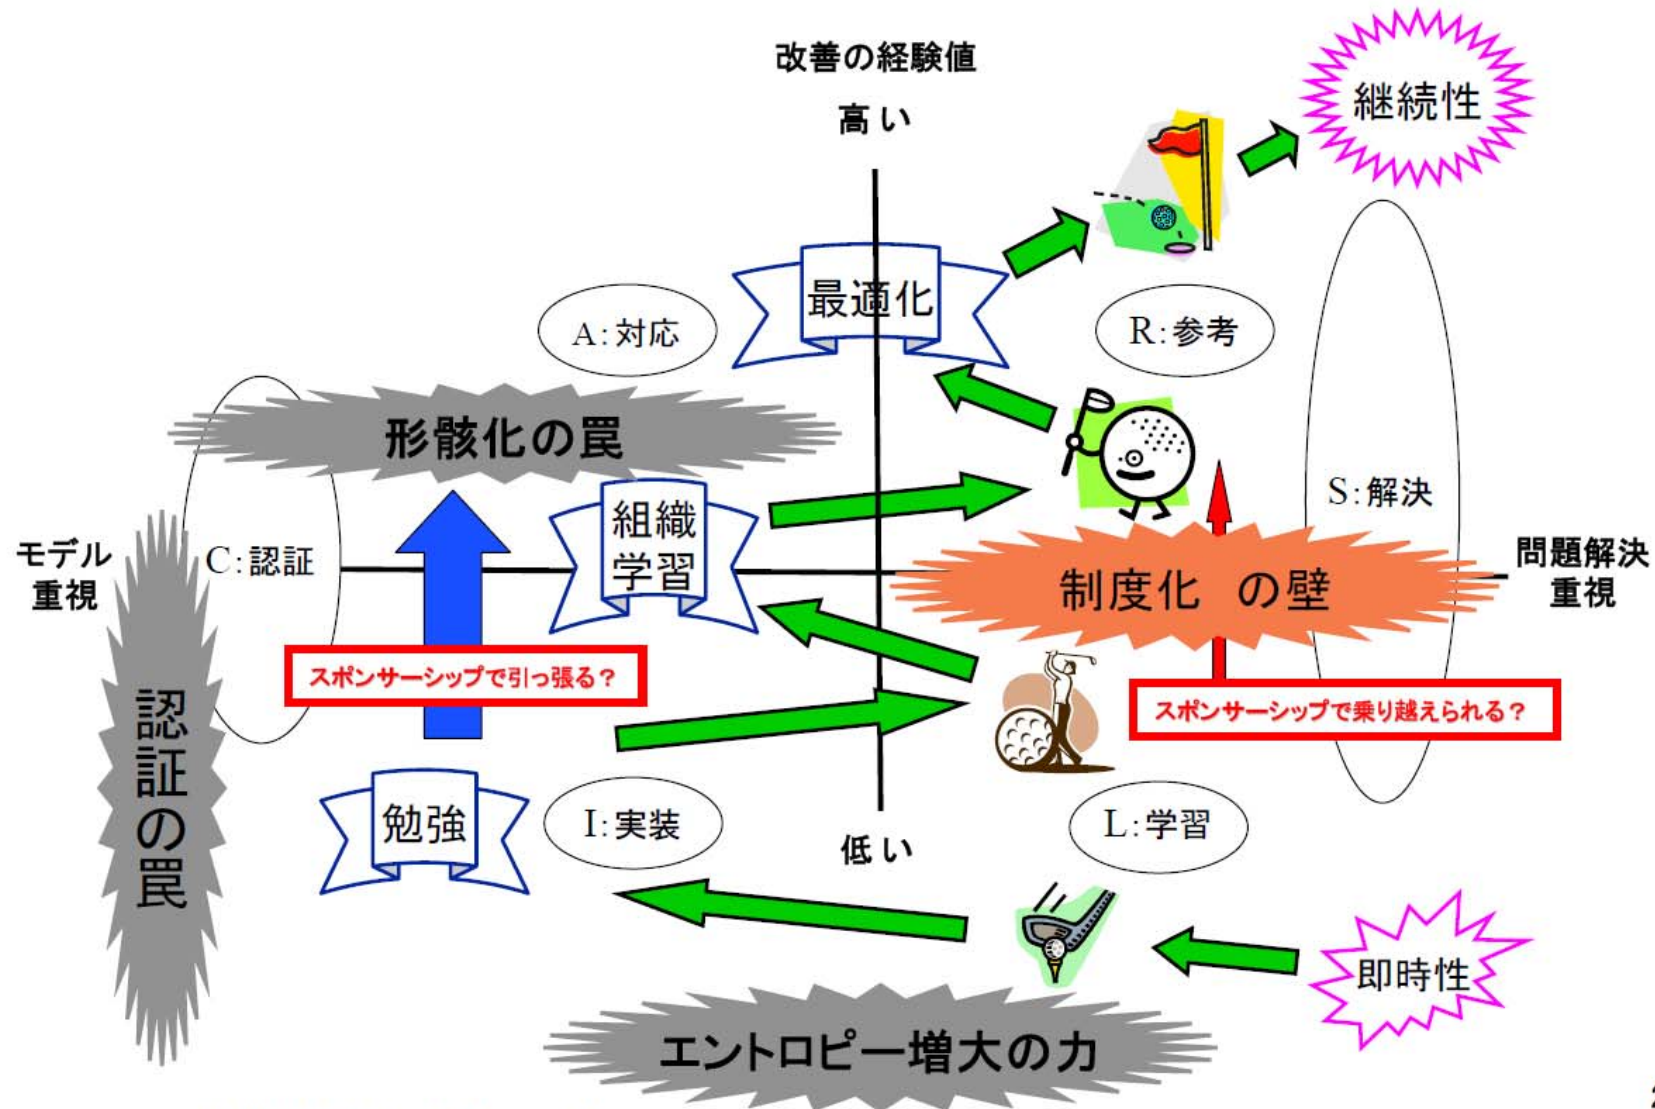 改善の経験値
高い
継続性
最適化
A:対応
R:参考
形骸化の罠
組織
学習
S:解決
モデル
重視
C:認証
制度化 の壁
問題解決
重視
スポンサーシップで引っ張る？
スポンサーシップで乗り越えられる？
認証の罠
勉強
I:実装
L:学習
低い
即時性
エントロピー増大の力